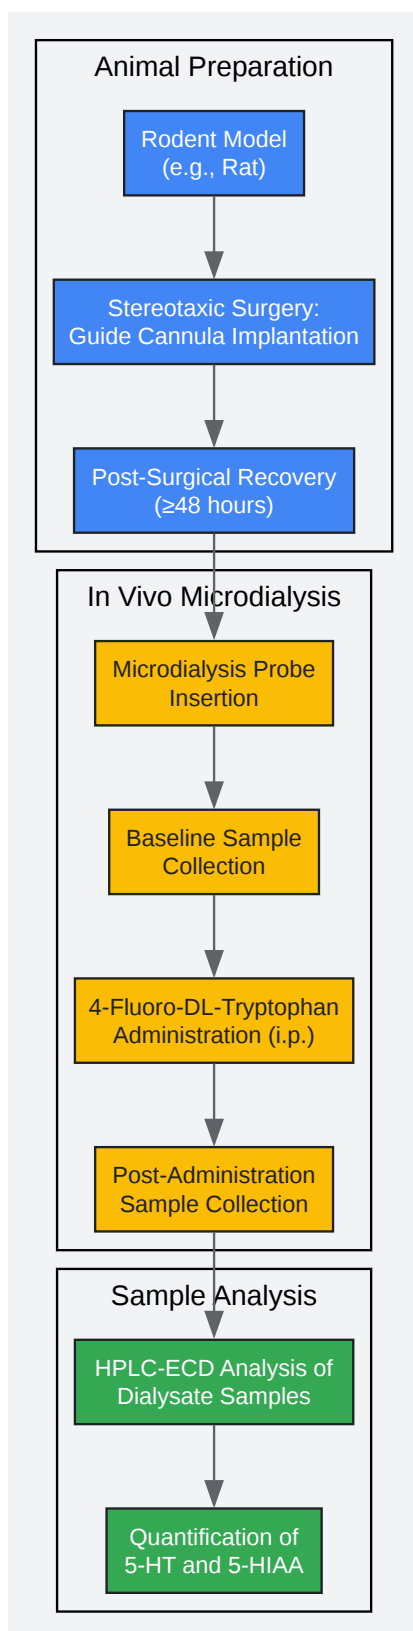 Animal Preparation
Rodent Model
(e.g., Rat)
Stereotaxic Surgery:
Guide Cannula Implantation
Post-Surgical Recovery
(≥48 hours)
In Vivo Microdialysis
Microdialysis Probe
Insertion
Baseline Sample
Collection
4-Fluoro-DL-Tryptophan
Administration (i.p.)
Post-Administration
Sample Collection
Sample Analysis
HPLC-ECD Analysis of
Dialysate Samples
Quantification of
5-HT and 5-HIAA